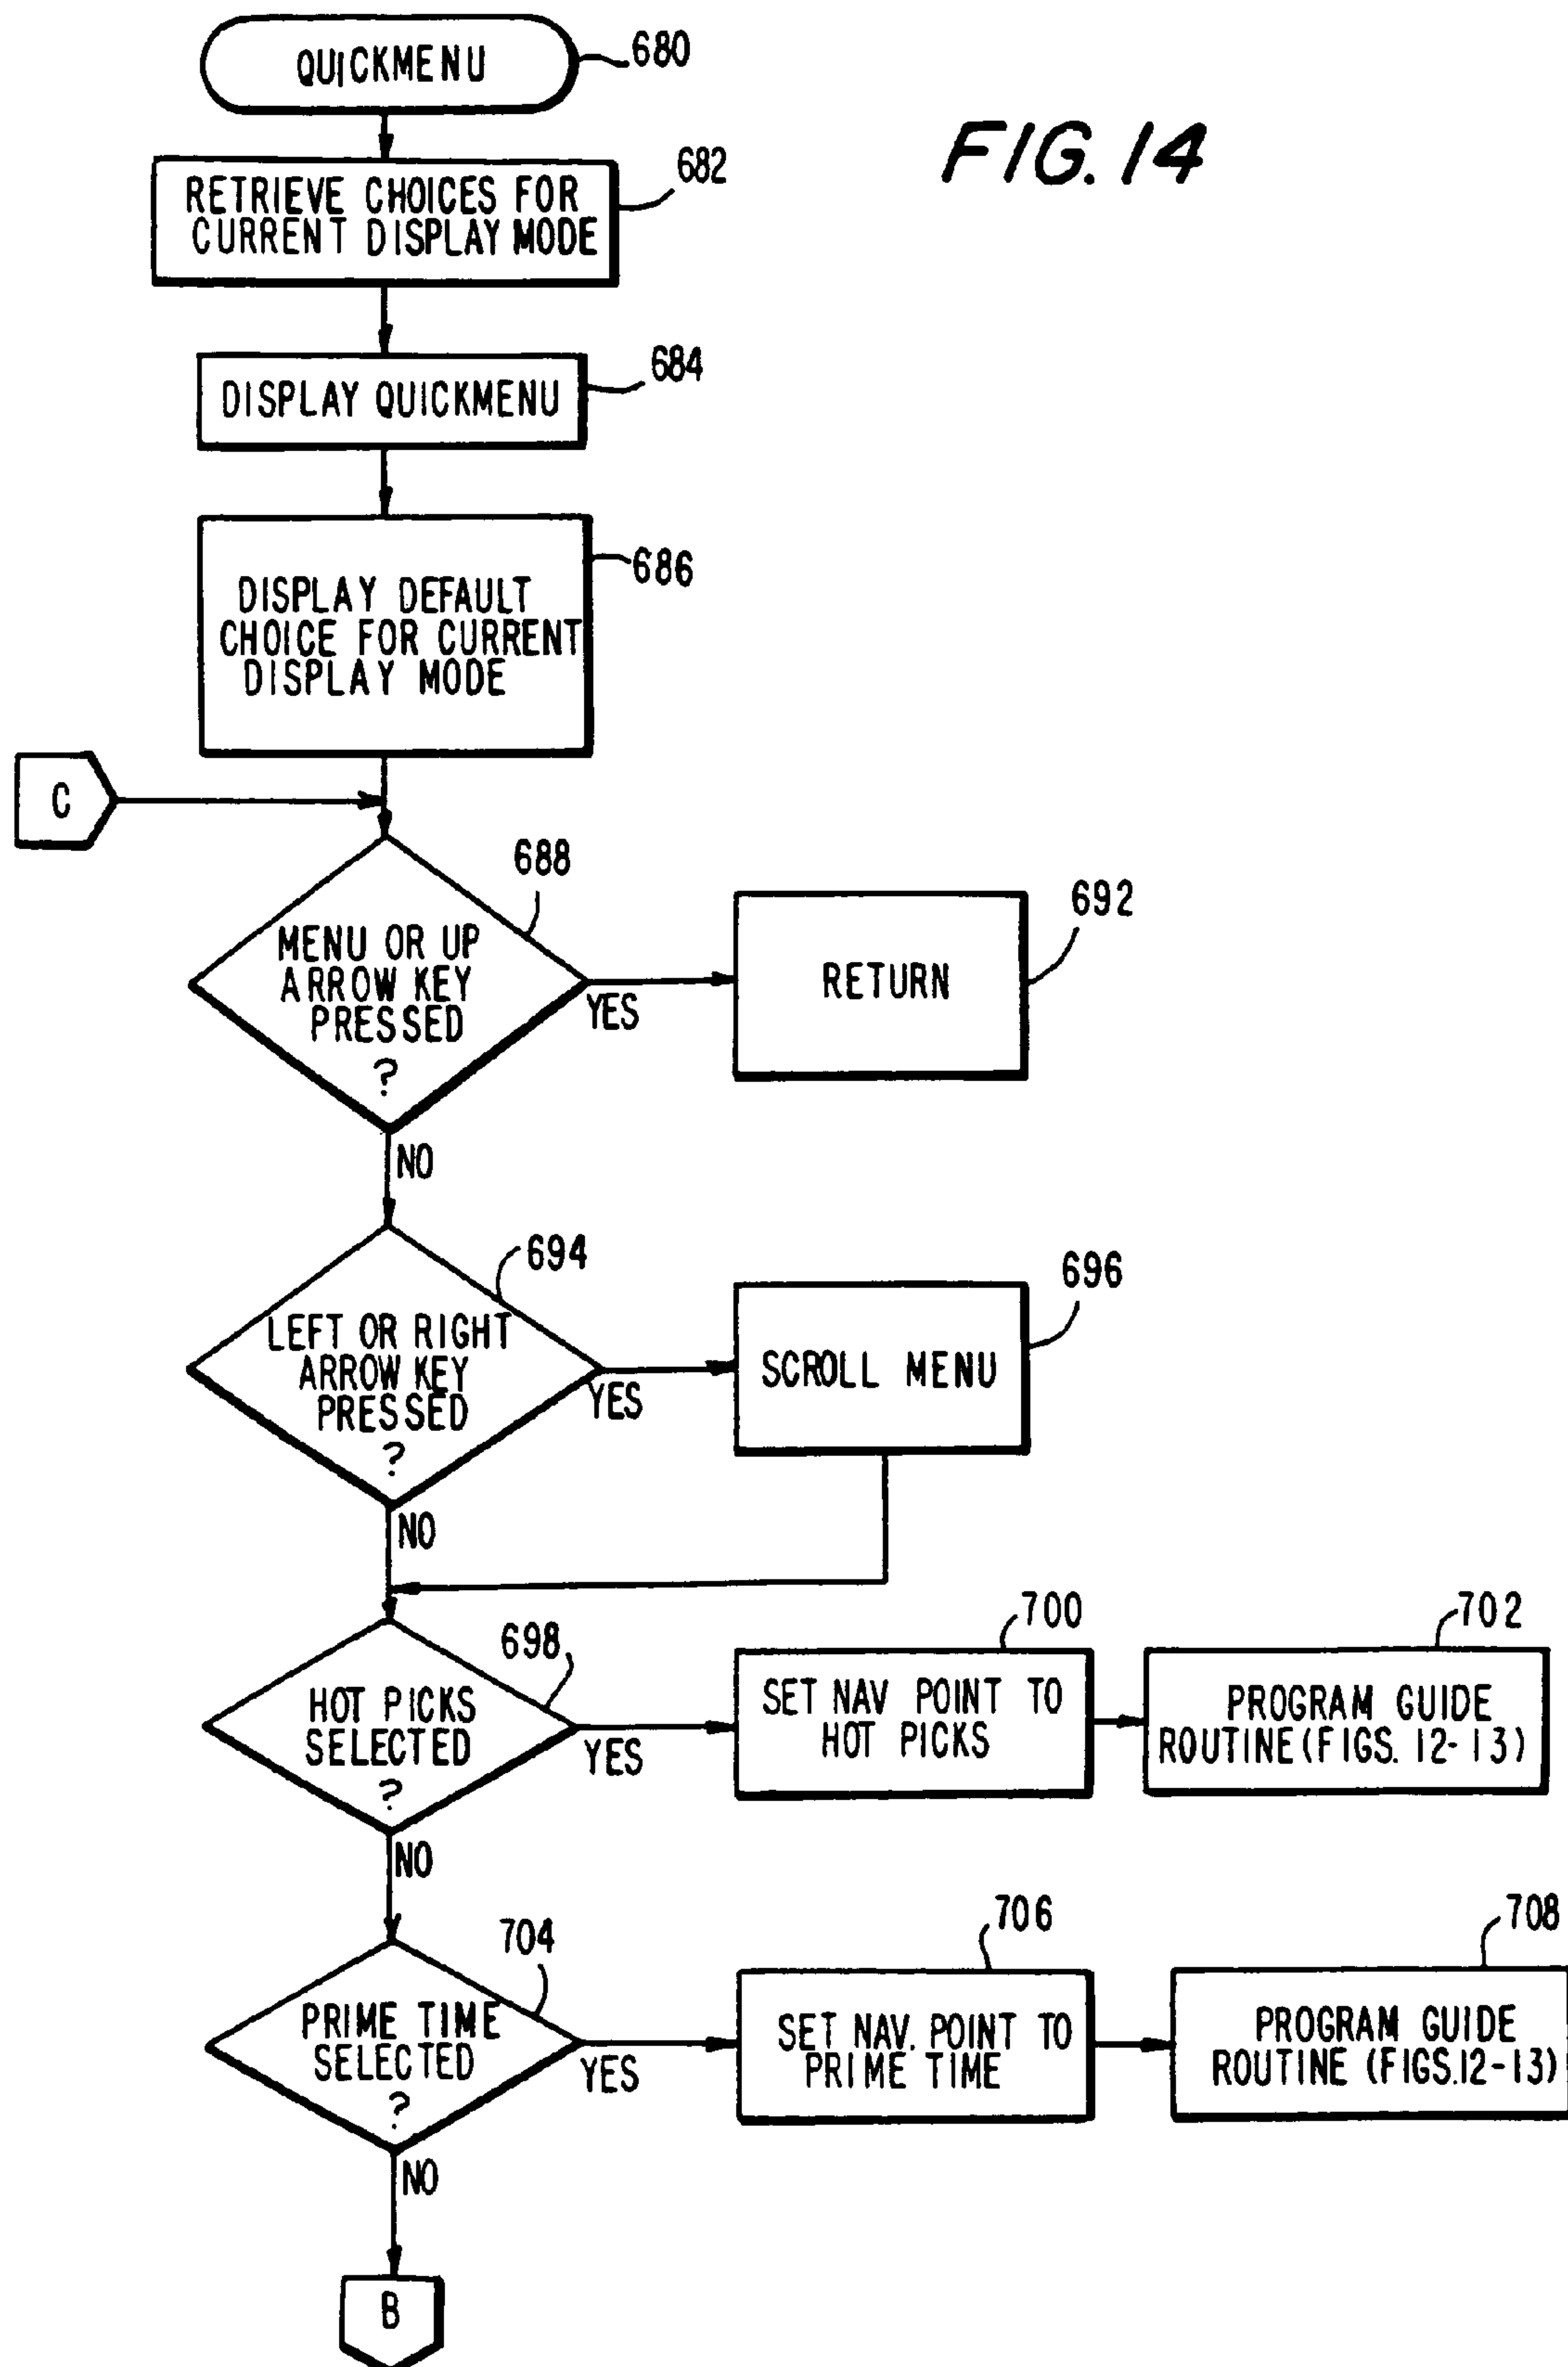 QUICKMENU
680
FIG. 14
RETRIEVE CHOICES FOR
CURRENT DISPLAY MODE
682
DISPLAY QUICKMENU
684
DISPLAY DEFAULT
CHOICE FOR CURRENT
DISPLAY MODE
686
C
MENU OR UP
ARROW KEY
PRESSED
?
688
YES
RETURN
692
NO
LEFT OR RIGHT
ARROW KEY
PRESSED
?
694
YES
SCROLL MENU
696
NO
HOT PICKS
SELECTED
?
698
YES
SET NAV POINT TO
HOT PICKS
700
PROGRAM GUIDE
ROUTINE (FIGS. 12-13)
702
NO
PRIME TIME
SELECTED
?
704
YES
SET NAV. POINT TO
PRIME TIME
706
PROGRAM GUIDE
ROUTINE (FIGS.12-13)
708
NO
B